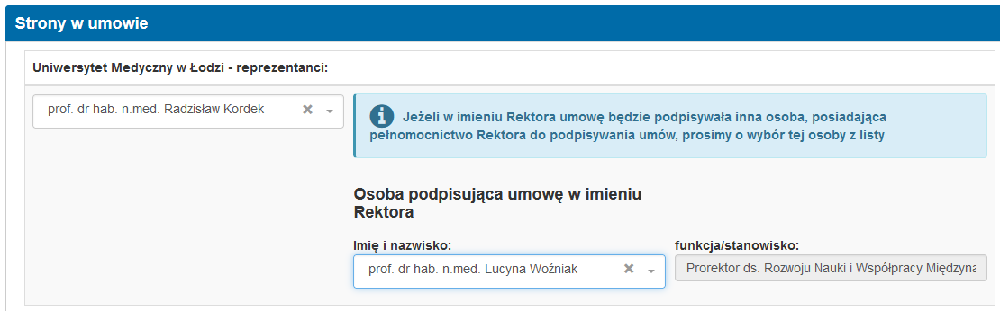 Strony w umowie
Uniwersytet Medyczny w Łodzi - reprezentanci:
prof. dr hab. n.med. Radzisław Kordek
Jeżeli w imieniu Rektora umowę będzie podpisywała inna osoba, posiadająca
pełnomocnictwo Rektora do podpisywania umów, prosimy o wybór tej osoby z listy
Osoba podpisująca umowę w imieniu
Rektora
Imię i nazwisko:
prof. dr hab. n.med. Lucyna Woźniak
funkcja/stanowisko:
Prorektor ds. Rozwoju Nauki i Współpracy Międzyna